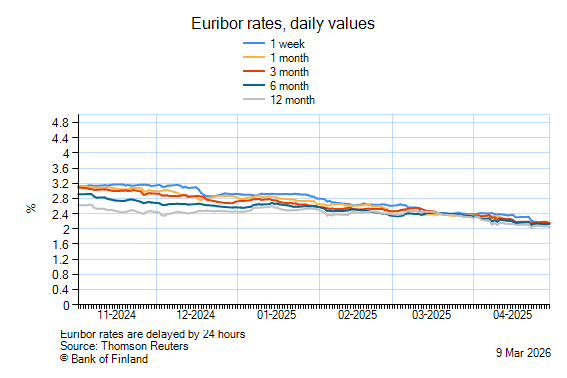 Euribor rates, daily values
1 week
1 month
3 month
6 month
12 month
%
4.8
4.4
4
3.6
3.2
2.8
2.4
2
1.6
1.2
0.8
0.4
0
11-2024 12-2024 01-2025 02-2025 03-2025 04-2025
Euribor rates are delayed by 24 hours
Source: Thomson Reuters
© Bank of Finland
9 Mar 2026